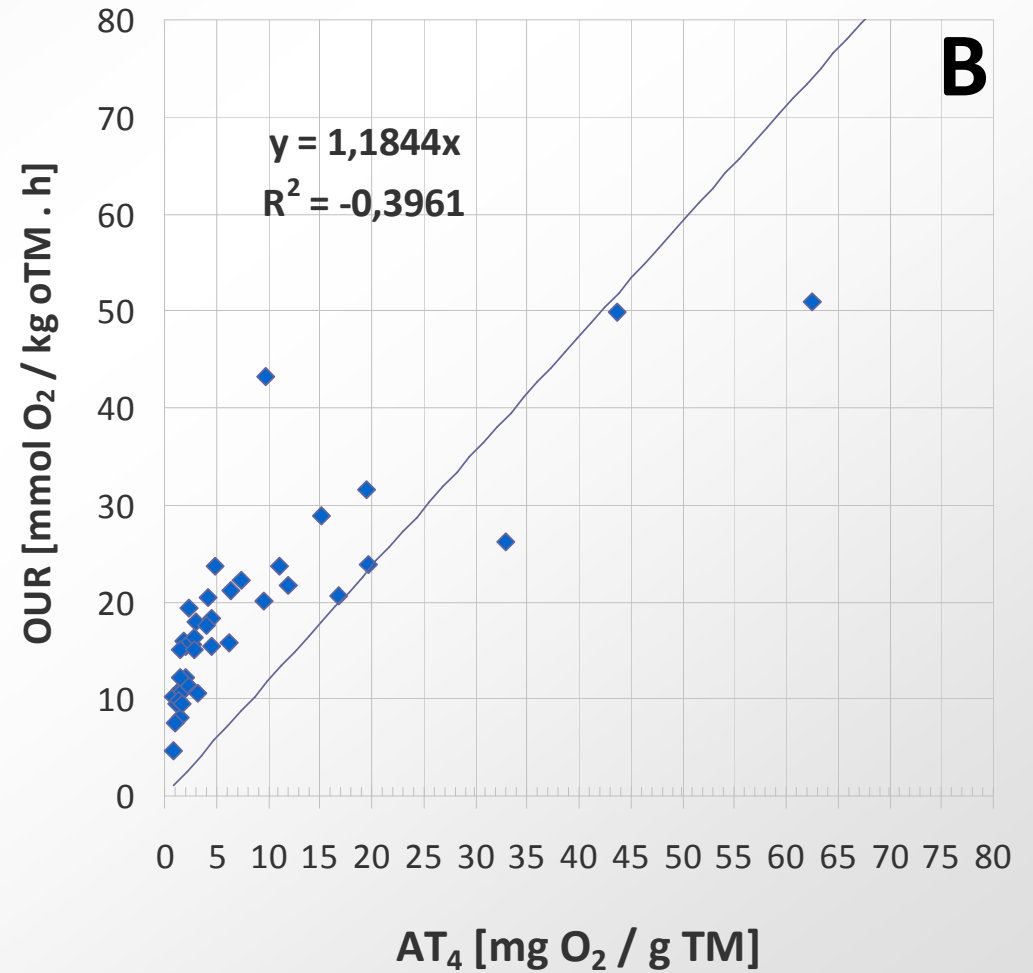 B
y = 1,1844x
R² = -0,3961
OUR [mmol O₂ / kg oTM . h]
80
70
60
50
40
30
20
10
0
0 5 10 15 20 25 30 35 40 45 50 55 60 65 70 75 80
AT₄ [mg O₂ / g TM]